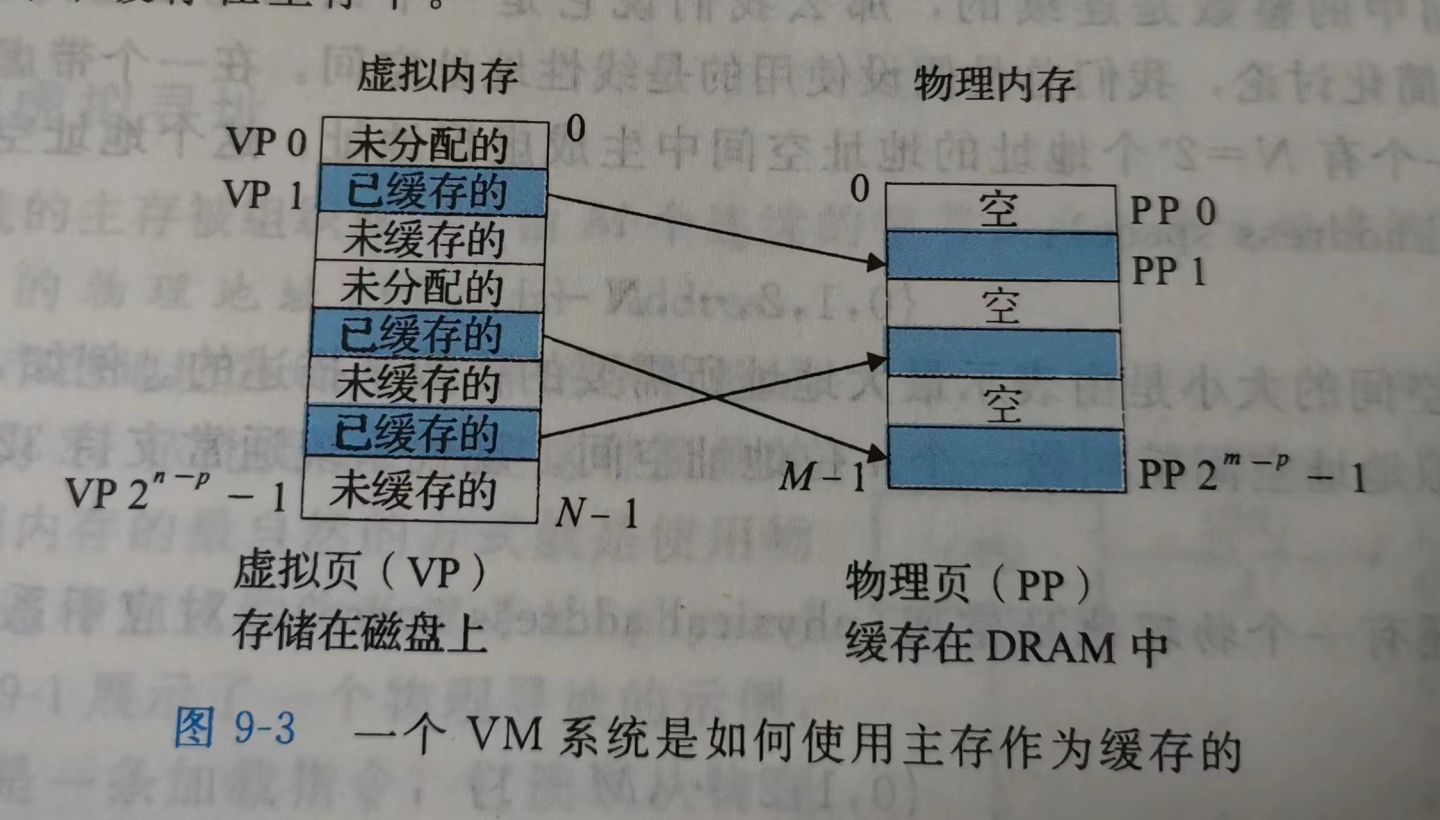 虚拟内存
物理内存
VP 0
未分配的
0
VP 1
已缓存的
未缓存的
未分配的
已缓存的
未缓存的
已缓存的
VP 2^{n-p} - 1
未缓存的
N-1
0
空
PP 0
PP 1
空
空
M-1
PP 2^{m-p} - 1
虚拟页（VP）
存储在磁盘上
物理页（PP）
缓存在 DRAM 中
图 9-3 一个 VM 系统是如何使用主存作为缓存的